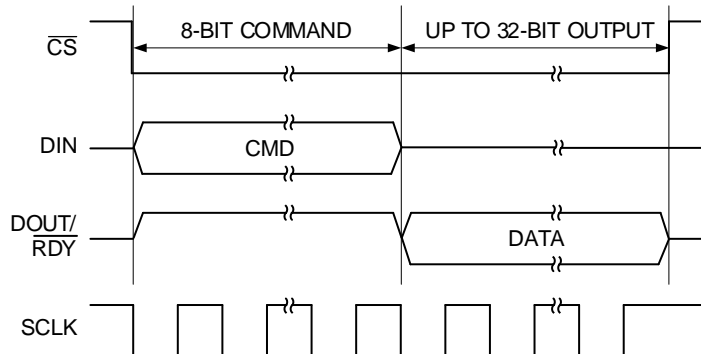 8-BIT COMMAND
UP TO 32-BIT OUTPUT
CS
DIN
CMD
DOUT/
RDY
DATA
SCLK